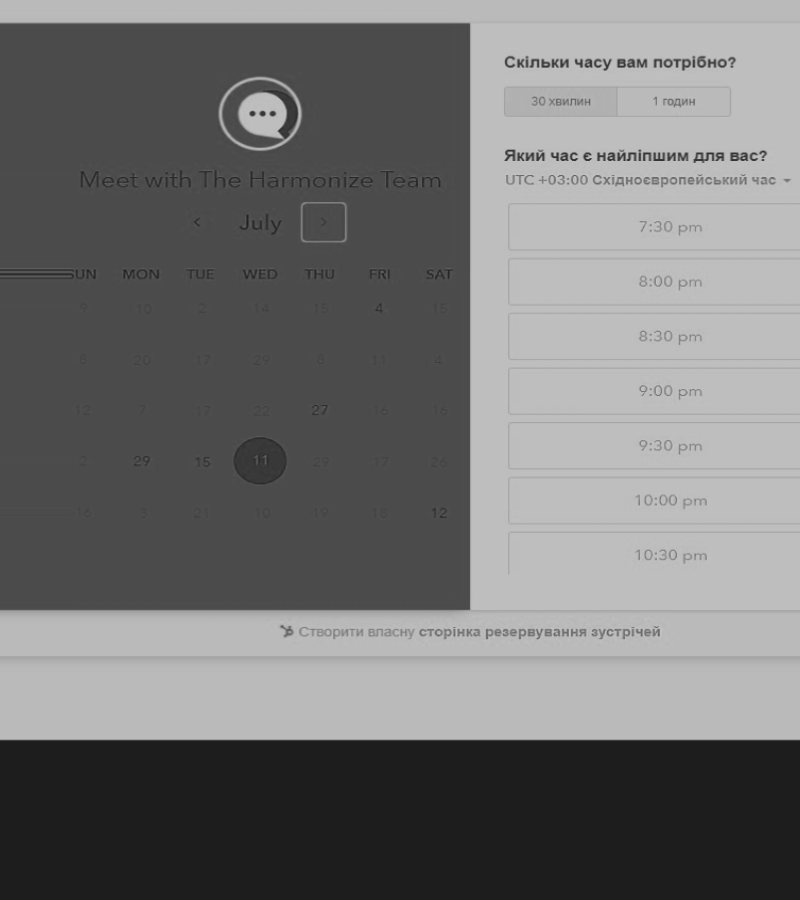 Meet with The Harmonize Team
July
UN MON TUE WED THU FRI SAT
9 10 2 14 15 4 15
20 17 29 11 4
12 7 17 22 27 16 16
2 29 15 11 29 17 26
16 3 21 10 19 18 12
Скільки часу вам потрібно?
30 хвилин 1 годин
Який час є найліпшим для вас?
UTC +03:00 Східноєвропейський час
7:30 pm
8:00 pm
8:30 pm
9:00 pm
9:30 pm
10:00 pm
10:30 pm
Створити власну сторінка резервування зустрічей